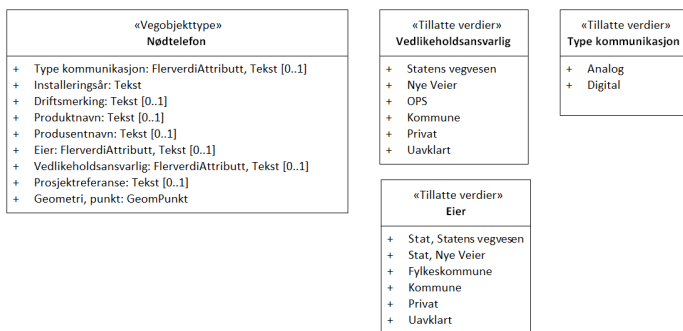 «Vegobjekttype»
Nødtelefon
+ Type kommunikasjon: FlerverdiAttributt, Tekst [0..1]
+ Installeringsår: Tekst
+ Driftsmerking: Tekst [0..1]
+ Produktnavn: Tekst [0..1]
+ Produsentnavn: Tekst [0..1]
+ Eier: FlerverdiAttributt, Tekst [0..1]
+ Vedlikeholdsansvarlig: FlerverdiAttributt, Tekst [0..1]
+ Prosjektreferanse: Tekst [0..1]
+ Geometri, punkt: GeomPunkt
«Tillatte verdier»
Vedlikeholdsansvarlig
+ Statens vegvesen
+ Nye Veier
+ OPS
+ Kommune
+ Privat
+ Uavklart
«Tillatte verdier»
Type kommunikasjon
+ Analog
+ Digital
«Tillatte verdier»
Eier
+ Stat, Statens vegvesen
+ Stat, Nye Veier
+ Fylkeskommune
+ Kommune
+ Privat
+ Uavklart